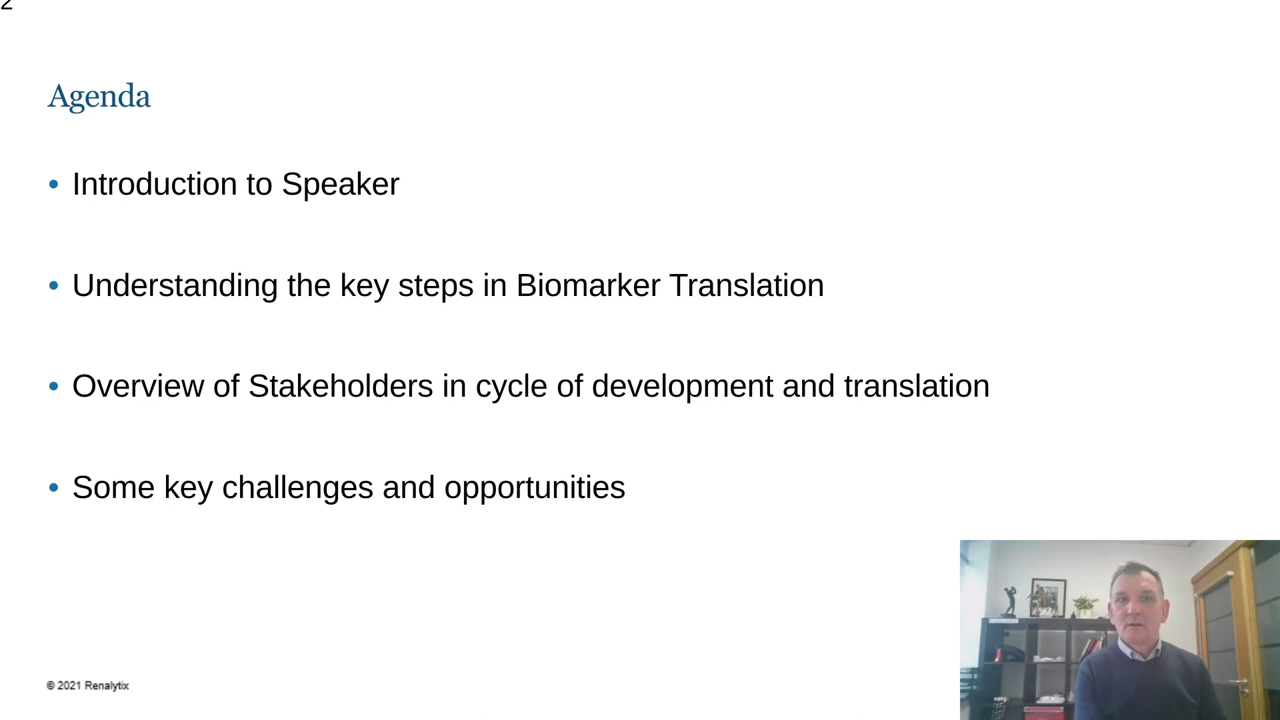 2
Agenda
• Introduction to Speaker
• Understanding the key steps in Biomarker Translation
• Overview of Stakeholders in cycle of development and translation
• Some key challenges and opportunities
© 2021 Renalytix